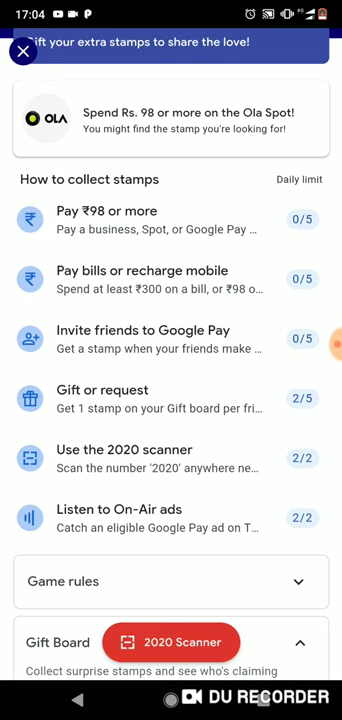 17:04
Gift your extra stamps to share the love!
OLA
Spend Rs. 98 or more on the Ola Spot!
You might find the stamp you're looking for!
How to collect stamps
Daily limit
Pay ₹98 or more
0/5
Pay a business, Spot, or Google Pay ...
Pay bills or recharge mobile
0/5
Spend at least ₹300 on a bill, or ₹98 o...
Invite friends to Google Pay
0/5
Get a stamp when your friends make ...
Gift or request
2/5
Get 1 stamp on your Gift board per fri...
Use the 2020 scanner
2/2
Scan the number '2020' anywhere ne...
Listen to On-Air ads
2/2
Catch an eligible Google Pay ad on T...
Game rules
Gift Board
2020 Scanner
Collect surprise stamps and see who's claiming
DU RECORDER